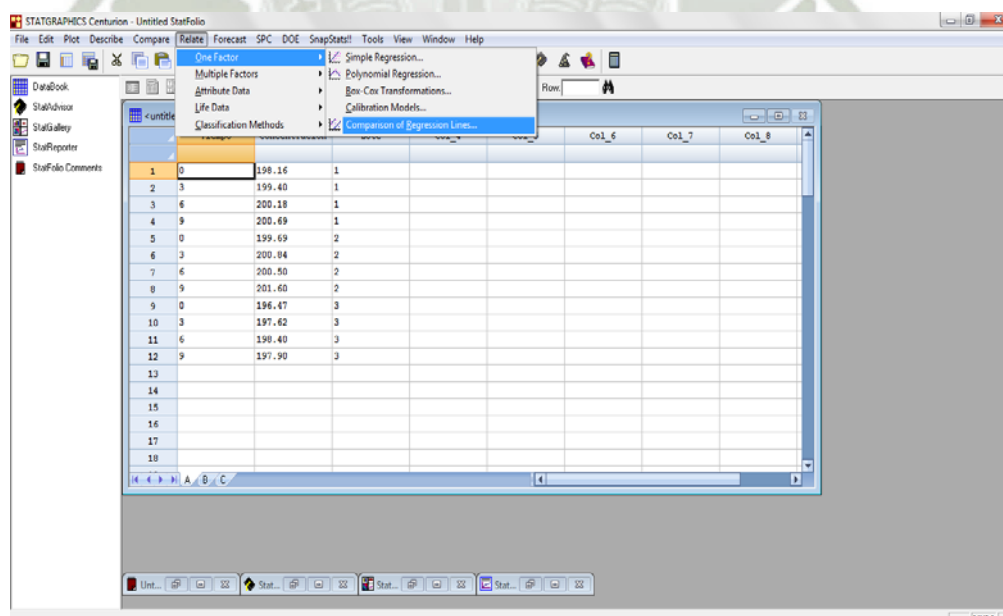 STATGRAPHICS Centurion - Untitled StatFolio
File Edit Plot Describe Compare Relate Forecast SPC DOE SnapStats!! Tools View Window Help
One Factor
Multiple Factors
Attribute Data
Life Data
Classification Methods
Simple Regression...
Polynomial Regression...
Box-Cox Transformations...
Calibration Models...
Comparison of Regression Lines...
Row:
DataBook
StatAdvisor
StatGallery
StatReporter
StatFolio Comments
<untitle
Col_6 Col_7 Col_8
1 0 198.16 1
2 3 199.40 1
3 6 200.18 1
4 9 200.69 1
5 0 199.69 2
6 3 200.04 2
7 6 200.50 2
8 9 201.60 2
9 0 196.47 3
10 3 197.62 3
11 6 198.40 3
12 9 197.90 3
13
14
15
16
17
18
A B C
Unt... Stat... Stat... Stat...